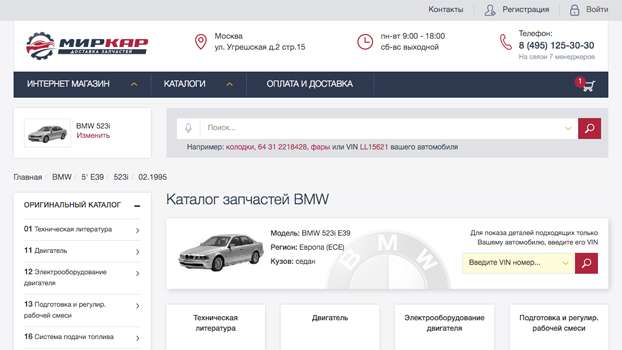 Контакты
Регистрация
Войти
МИРКАР
ДОСТАВКА ЗАПЧАСТЕЙ
Москва
ул. Угрешская д.2 стр.15
пн-вт 9:00 - 18:00
сб-вс выходной
Телефон:
8 (495) 125-30-30
На связи 7 менеджеров
ИНТЕРНЕТ МАГАЗИН
КАТАЛОГИ
ОПЛАТА И ДОСТАВКА
1
BMW 523i
Изменить
Поиск...
Например: колодки, 64 31 2218428, фары или VIN LL15621 вашего автомобиля
Главная / BMW / 5' E39 / 523i / 02.1995
ОРИГИНАЛЬНЫЙ КАТАЛОГ
01 Техническая литература
11 Двигатель
12 Электрооборудование
двигателя
13 Подготовка и регулир.
рабочей смеси
16 Система подачи топлива
Каталог запчастей BMW
Модель: BMW 523i E39
Регион: Европа (ECE)
Кузов: седан
BMW
Для показа деталей подходящих только
Вашему автомобилю, введите его VIN
Введите VIN номер...
Техническая
литература
Двигатель
Электрооборудование
двигателя
Подготовка и регулир.
рабочей смеси